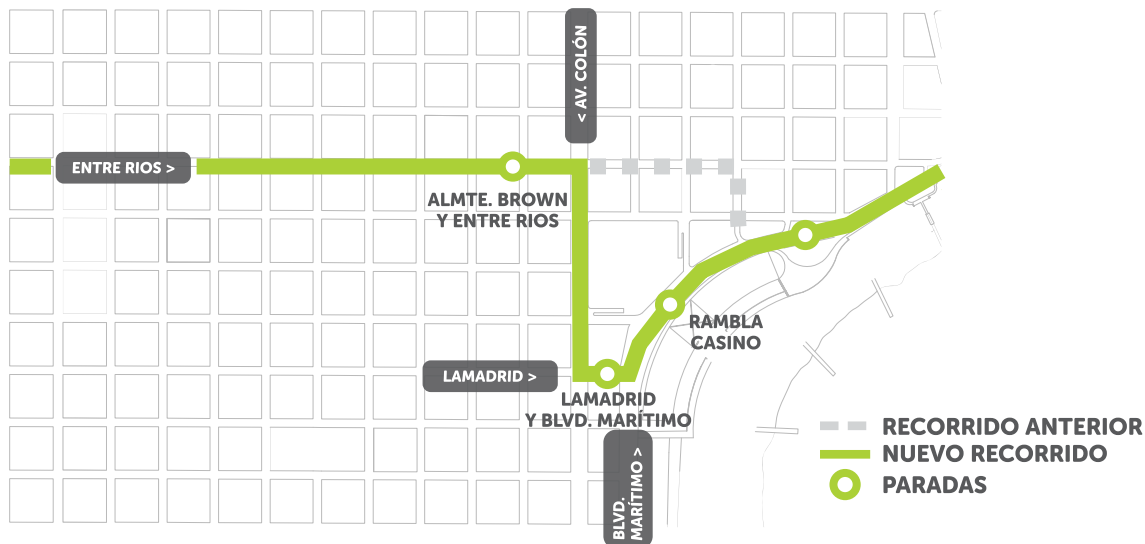 < AV. COLÓN
ENTRE RIOS >
ALMTE. BROWN
Y ENTRE RIOS
RAMBLA
CASINO
LAMADRID >
LAMADRID
Y BLVD. MARÍTIMO
BLVD.
MARÍTIMO >
RECORRIDO ANTERIOR
NUEVO RECORRIDO
PARADAS